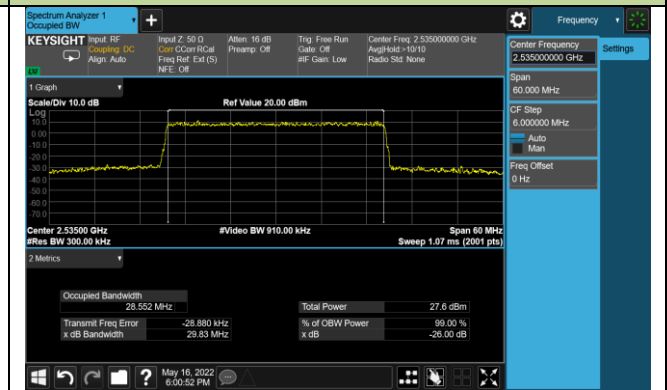 Spectrum Analyzer 1
Occupied BW
+
Frequency
KEYSIGHT
Input: RF
Coupling: DC
Align: Auto
Input Z: 50 Ω
Corr CCorr RCal
Freq Ref: Ext (S)
NFE: Off
Atten: 16 dB
Preamp: Off
Trig: Free Run
Gate: Off
#IF Gain: Low
Center Freq: 2.535000000 GHz
Avg|Hold:>10/10
Radio Std: None
Center Frequency
2.535000000 GHz
Settings
Span
60.000 MHz
CF Step
6.000000 MHz
Auto
Man
Freq Offset
0 Hz
1 Graph
Scale/Div 10.0 dB
Ref Value 20.00 dBm
Log
10.0
0.00
-10.0
-20.0
-30.0
-40.0
-50.0
-60.0
-70.0
Center 2.53500 GHz
#Video BW 910.00 kHz
Span 60 MHz
#Res BW 300.00 kHz
Sweep 1.07 ms (2001 pts)
2 Metrics
Occupied Bandwidth
28.552 MHz
Total Power
27.6 dBm
Transmit Freq Error
-28.880 kHz
% of OBW Power
99.00 %
x dB Bandwidth
29.83 MHz
x dB
-26.00 dB
?
May 16, 2022
6:00:52 PM